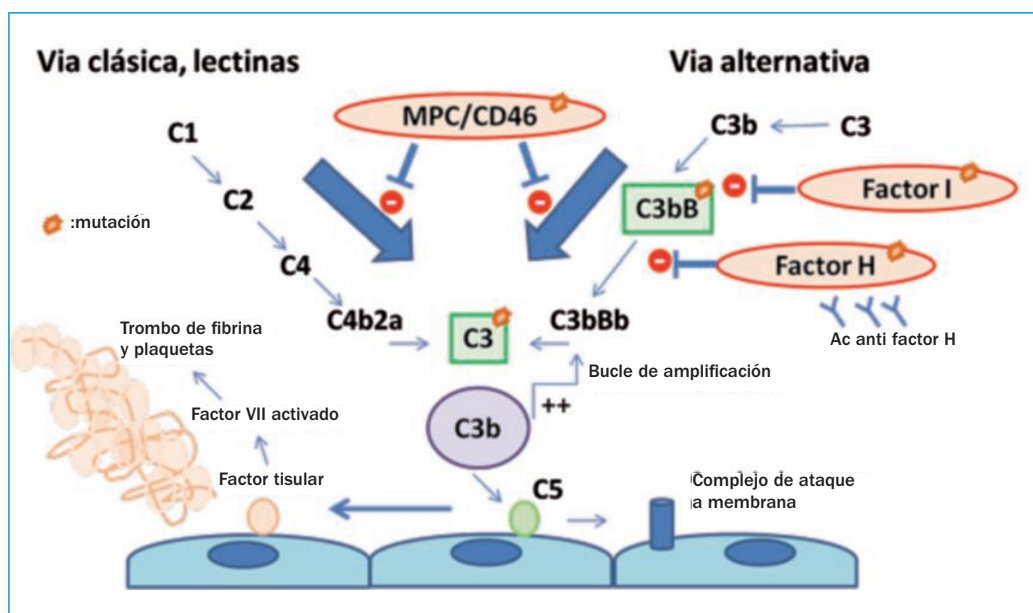 Via clásica, lectinas
Via alternativa
MPC/CD46
C3b
C3
C1
C2
C4
C4b2a
:mutación
C3bB
Factor I
Factor H
Ac anti factor H
C3
C3bBb
Bucle de amplificación
++
C3b
C5
Trombo de fibrina
y plaquetas
Factor VII activado
Factor tisular
Complejo de ataque
a membrana